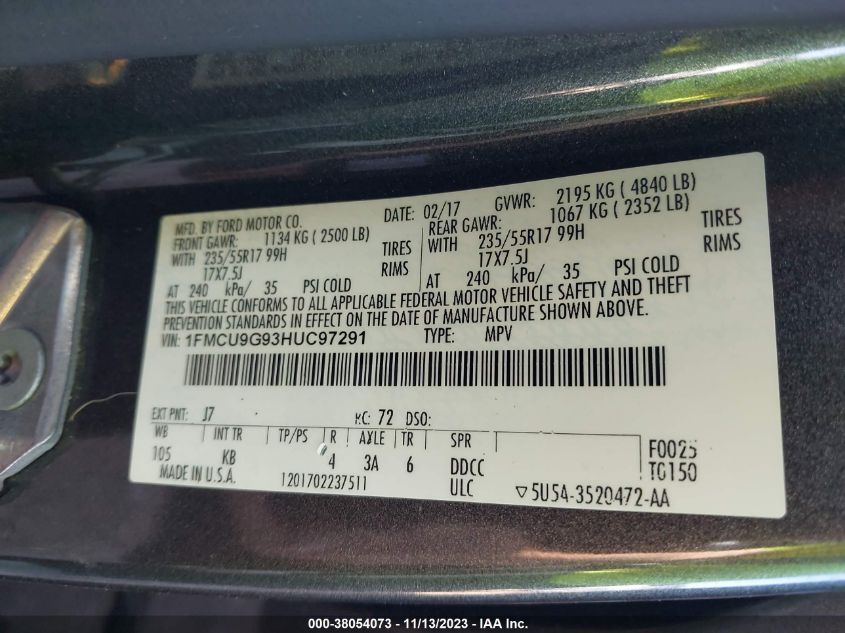 MFD. BY FORD MOTOR CO. DATE: 02/17 GVWR: 2195 KG ( 4840 LB)
FRONT GAWR: 1134 KG ( 2500 LB) REAR GAWR: 1067 KG ( 2352 LB)
WITH 235/55R17 99H TIRES WITH 235/55R17 99H TIRES
17X7.5J RIMS 17X7.5J RIMS
AT 240 kPa/ 35 PSI COLD AT 240 kPa/ 35 PSI COLD
THIS VEHICLE CONFORMS TO ALL APPLICABLE FEDERAL MOTOR VEHICLE SAFETY AND THEFT
PREVENTION STANDARDS IN EFFECT ON THE DATE OF MANUFACTURE SHOWN ABOVE.
VIN: 1FMCU9G93HUC97291 TYPE: MPV
EXT PNT: J7 RC: 72 DSO:
WB INT TR TP/PS R AXLE TR SPR F0025
105 KB 4 3A 6 DDCC TG150
MADE IN U.S.A. 1201702237511 ULC ▽5U5A-3520472-AA
000-38054073 - 11/13/2023 - IAA Inc.